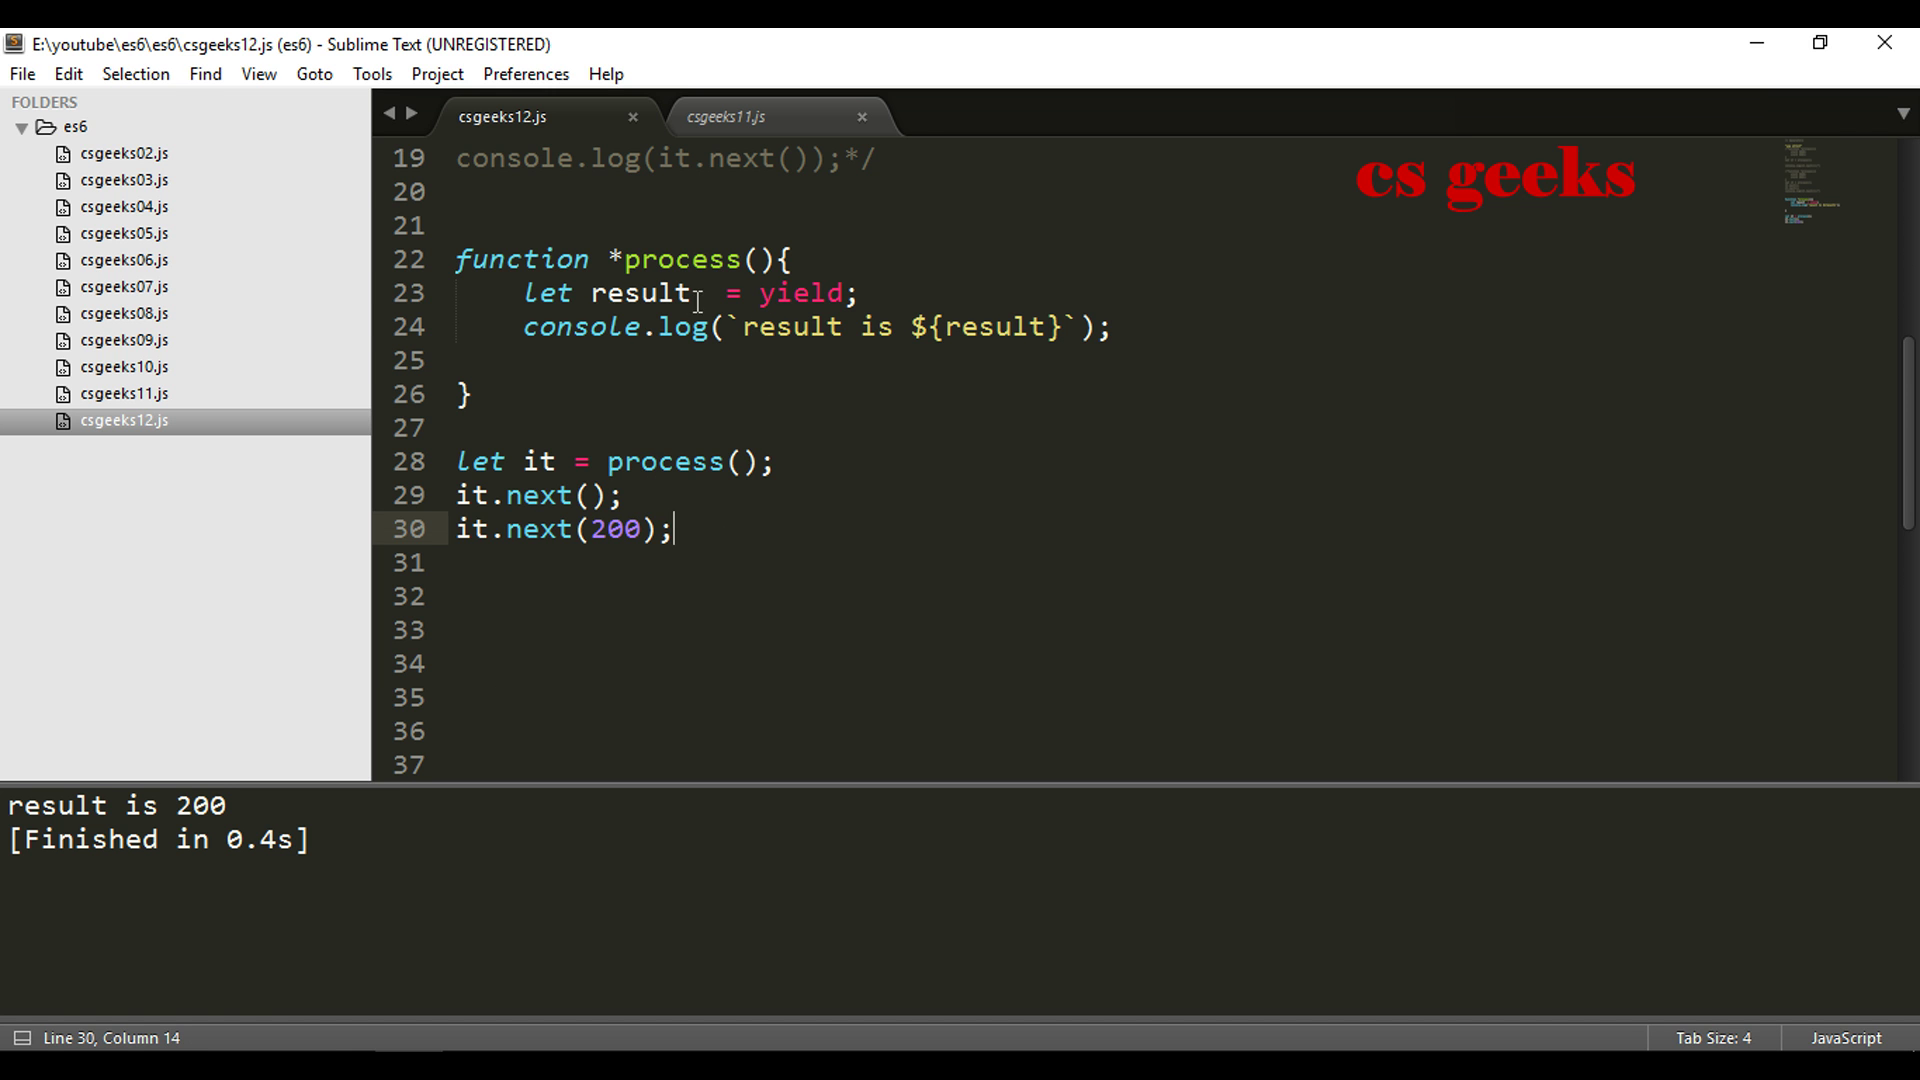 E:\youtube\es6\es6\csgeeks12.js (es6) - Sublime Text (UNREGISTERED)
File Edit Selection Find View Goto Tools Project Preferences Help
FOLDERS
es6
csgeeks02.js
csgeeks03.js
csgeeks04.js
csgeeks05.js
csgeeks06.js
csgeeks07.js
csgeeks08.js
csgeeks09.js
csgeeks10.js
csgeeks11.js
csgeeks12.js
csgeeks12.js × csgeeks11.js ×
cs geeks
19 console.log(it.next());*/
20
21
22 function *process(){
23     let result  = yield;
24     console.log(`result is ${result}`);
25
26 }
27
28 let it = process();
29 it.next();
30 it.next(200);
31
32
33
34
35
36
37
result is 200
[Finished in 0.4s]
Line 30, Column 14 Tab Size: 4 JavaScript